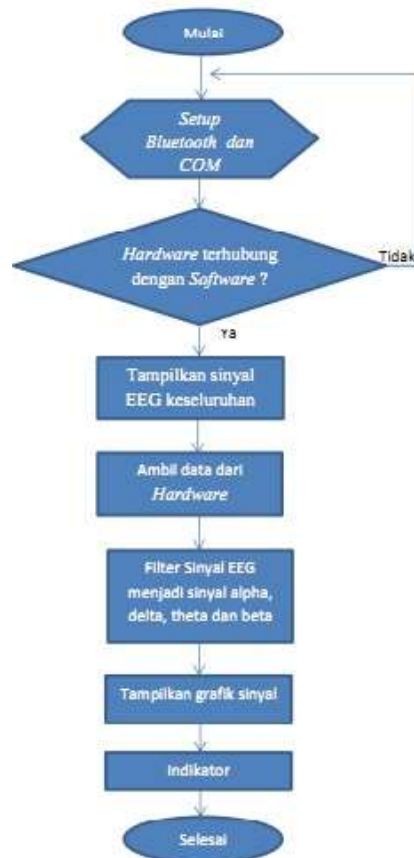 Mulai
Setup
Bluetooth dan
COM
Hardware terhubung
dengan Software ?
Tidak
Ya
Tampilkan sinyal
EEG keseluruhan
Ambil data dari
Hardware
Filter Sinyal EEG
menjadi sinyal alpha,
delta, theta dan beta
Tampilkan grafik sinyal
Indikator
Selesai